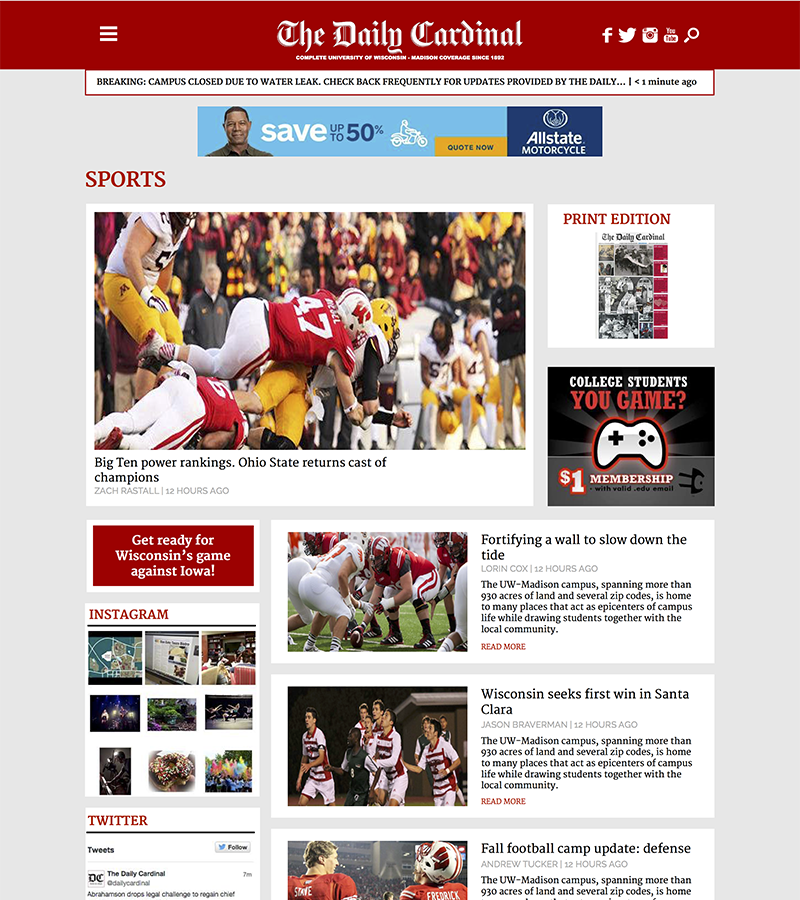 The Daily Cardinal
COMPLETE UNIVERSITY OF WISCONSIN - MADISON COVERAGE SINCE 1892
You
Tube
BREAKING: CAMPUS CLOSED DUE TO WATER LEAK. CHECK BACK FREQUENTLY FOR UPDATES PROVIDED BY THE DAILY... | < 1 minute ago
save UP TO 50%
QUOTE NOW
Allstate
MOTORCYCLE
SPORTS
47
Big Ten power rankings. Ohio State returns cast of
champions
ZACH RASTALL | 12 HOURS AGO
PRINT EDITION
The Daily Cardinal
COLLEGE STUDENTS
YOU GAME?
$1 MEMBERSHIP
- with valid .edu email -
Get ready for
Wisconsin's game
against Iowa!
INSTAGRAM
TWITTER
Tweets
Follow
The Daily Cardinal
7m
@dailycardinal
DC
Abrahamson drops legal challenge to regain chief
Fortifying a wall to slow down the
tide
LORIN COX | 12 HOURS AGO
The UW-Madison campus, spanning more than
930 acres of land and several zip codes, is home
to many places that act as epicenters of campus
life while drawing students together with the
local community.
READ MORE
Wisconsin seeks first win in Santa
Clara
JASON BRAVERMAN | 12 HOURS AGO
The UW-Madison campus, spanning more than
930 acres of land and several zip codes, is home
to many places that act as epicenters of campus
life while drawing students together with the
local community.
READ MORE
Fall football camp update: defense
ANDREW TUCKER | 12 HOURS AGO
The UW-Madison campus, spanning more than
930 acres of land and several zip codes, is home
STAVE
FREDRICK